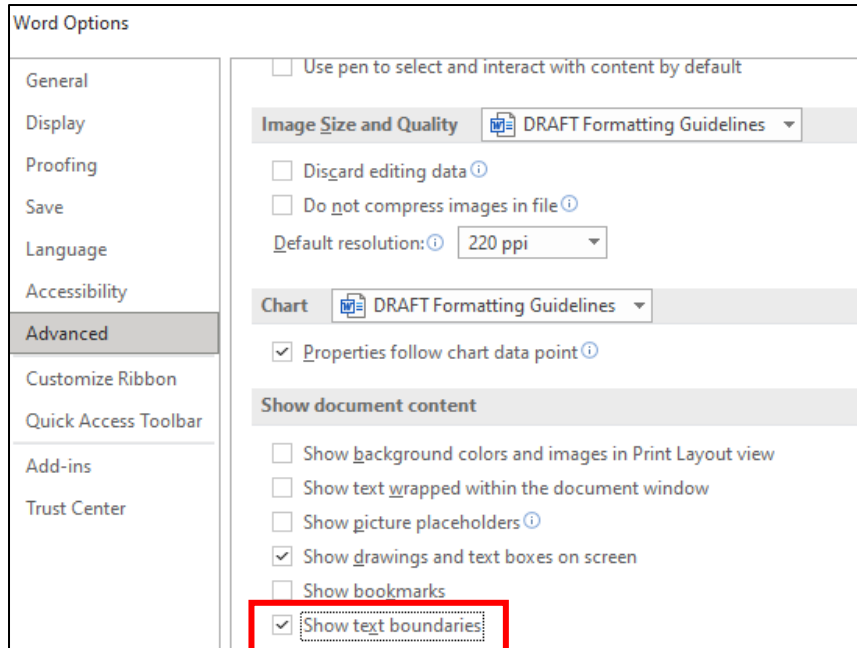 Word Options
General
Display
Proofing
Save
Language
Accessibility
Advanced
Customize Ribbon
Quick Access Toolbar
Add-ins
Trust Center
Use pen to select and interact with content by default
Image Size and Quality DRAFT Formatting Guidelines
Discard editing data
Do not compress images in file
Default resolution: 220 ppi
Chart DRAFT Formatting Guidelines
Properties follow chart data point
Show document content
Show background colors and images in Print Layout view
Show text wrapped within the document window
Show picture placeholders
Show drawings and text boxes on screen
Show bookmarks
Show text boundaries